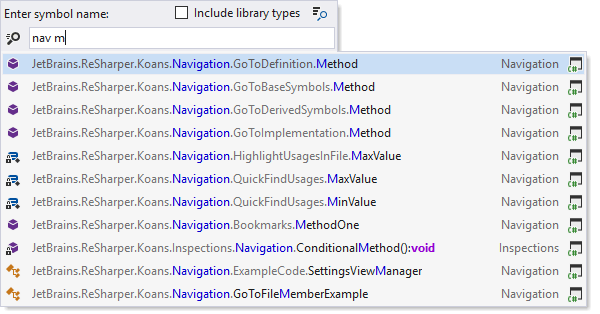 Enter symbol name: Include library types
nav m
JetBrains.ReSharper.Koans.Navigation.GoToDefinition.Method Navigation
JetBrains.ReSharper.Koans.Navigation.GoToBaseSymbols.Method Navigation
JetBrains.ReSharper.Koans.Navigation.GoToDerivedSymbols.Method Navigation
JetBrains.ReSharper.Koans.Navigation.GoToImplementation.Method Navigation
JetBrains.ReSharper.Koans.Navigation.HighlightUsagesInFile.MaxValue Navigation
JetBrains.ReSharper.Koans.Navigation.QuickFindUsages.MaxValue Navigation
JetBrains.ReSharper.Koans.Navigation.QuickFindUsages.MinValue Navigation
JetBrains.ReSharper.Koans.Navigation.Bookmarks.MethodOne Navigation
JetBrains.ReSharper.Koans.Inspections.Navigation.ConditionalMethod():void Inspections
JetBrains.ReSharper.Koans.Navigation.ExampleCode.SettingsViewManager Navigation
JetBrains.ReSharper.Koans.Navigation.GoToFileMemberExample Navigation